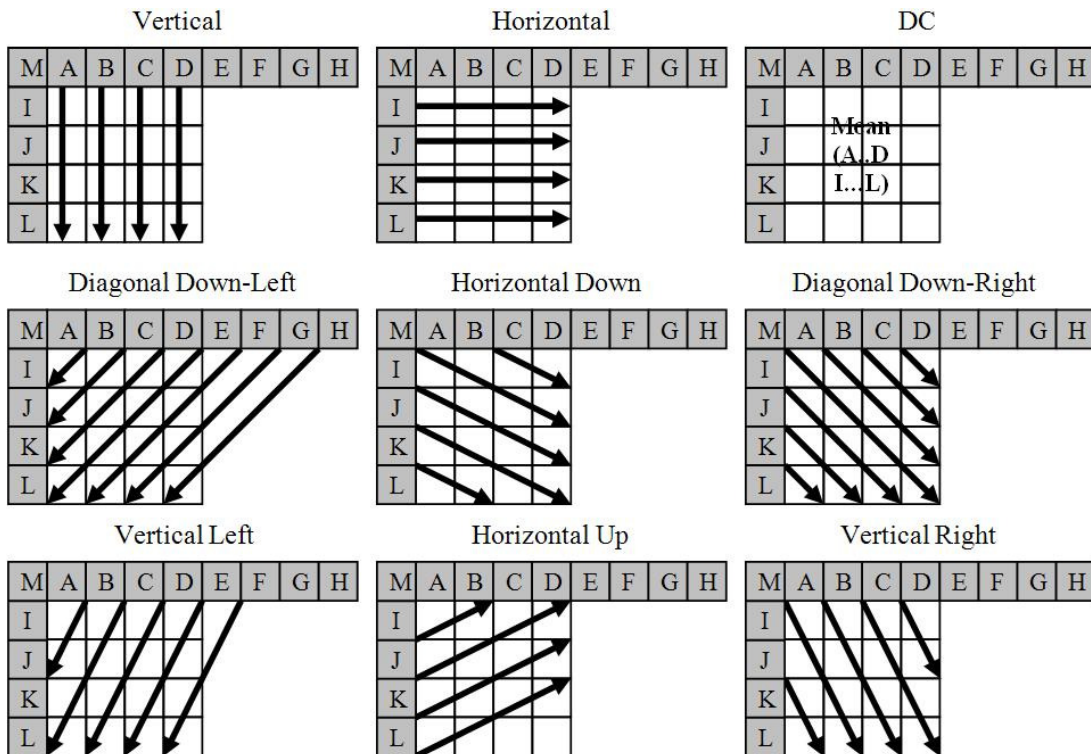 Vertical
M A B C D E F G H
I
J
K
L
Horizontal
M A B C D E F G H
I
J
K
L
DC
M A B C D E F G H
I
J
K
L
Mean
(A..D
I...L)
Diagonal Down-Left
M A B C D E F G H
I
J
K
L
Horizontal Down
M A B C D E F G H
I
J
K
L
Diagonal Down-Right
M A B C D E F G H
I
J
K
L
Vertical Left
M A B C D E F G H
I
J
K
L
Horizontal Up
M A B C D E F G H
I
J
K
L
Vertical Right
M A B C D E F G H
I
J
K
L